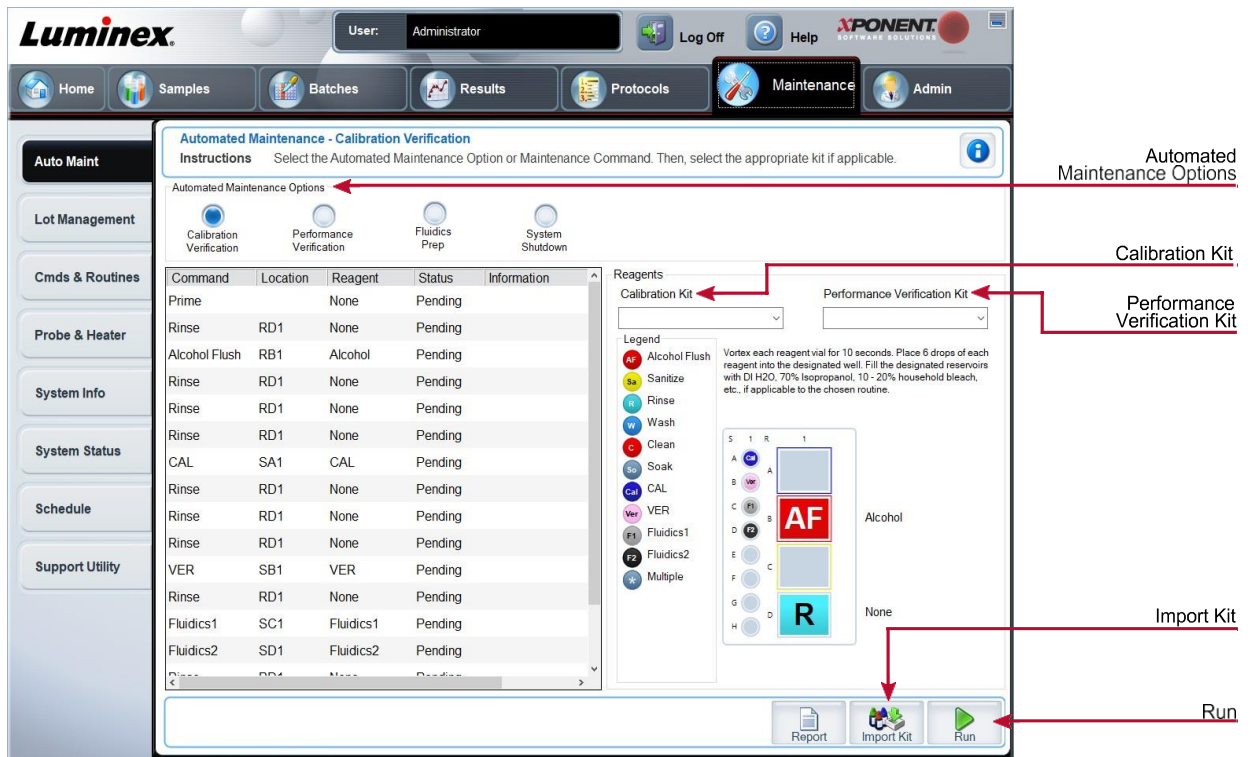 Luminex.
User: Administrator
Log Off
Help
XPONENT.
SOFTWARE SOLUTIONS
Home
Samples
Batches
Results
Protocols
Maintenance
Admin
Auto Maint
Lot Management
Cmds & Routines
Probe & Heater
System Info
System Status
Schedule
Support Utility
Automated Maintenance - Calibration Verification
Instructions Select the Automated Maintenance Option or Maintenance Command. Then, select the appropriate kit if applicable.
Automated Maintenance Options
Calibration
Verification
Performance
Verification
Fluidics
Prep
System
Shutdown
Command Location Reagent Status Information
Prime None Pending
Rinse RD1 None Pending
Alcohol Flush RB1 Alcohol Pending
Rinse RD1 None Pending
Rinse RD1 None Pending
Rinse RD1 None Pending
CAL SA1 CAL Pending
Rinse RD1 None Pending
Rinse RD1 None Pending
Rinse RD1 None Pending
VER SB1 VER Pending
Rinse RD1 None Pending
Fluidics1 SC1 Fluidics1 Pending
Fluidics2 SD1 Fluidics2 Pending
Rinse RD1 None Pending
Reagents
Calibration Kit
Performance Verification Kit
Legend
AF Alcohol Flush
Sa Sanitize
R Rinse
W Wash
C Clean
So Soak
Cal CAL
Ver VER
F1 Fluidics1
F2 Fluidics2
* Multiple
Vortex each reagent vial for 10 seconds. Place 6 drops of each
reagent into the designated well. Fill the designated reservoirs
with DI H2O, 70% Isopropanol, 10 - 20% household bleach,
etc., if applicable to the chosen routine.
S 1 R 1
A Cal
A
B Ver
C F1
B AF Alcohol
D F2
E
C
F
G
D R None
H
Report
Import Kit
Run
Automated
Maintenance Options
Calibration Kit
Performance
Verification Kit
Import Kit
Run